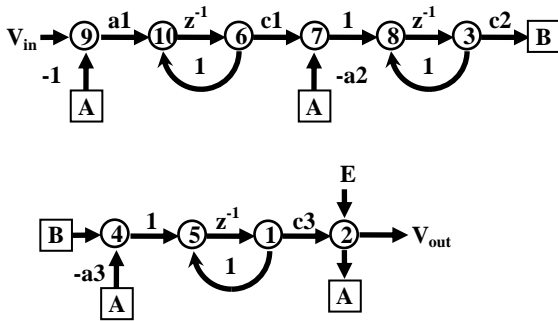 a1 z⁻¹ c1 1 z⁻¹ c2
V_in 9 10 6 7 8 3 B
-1 1 -a2 1
A A
E
1 z⁻¹ c3
B 4 5 1 2 V_out
-a3 1
A A